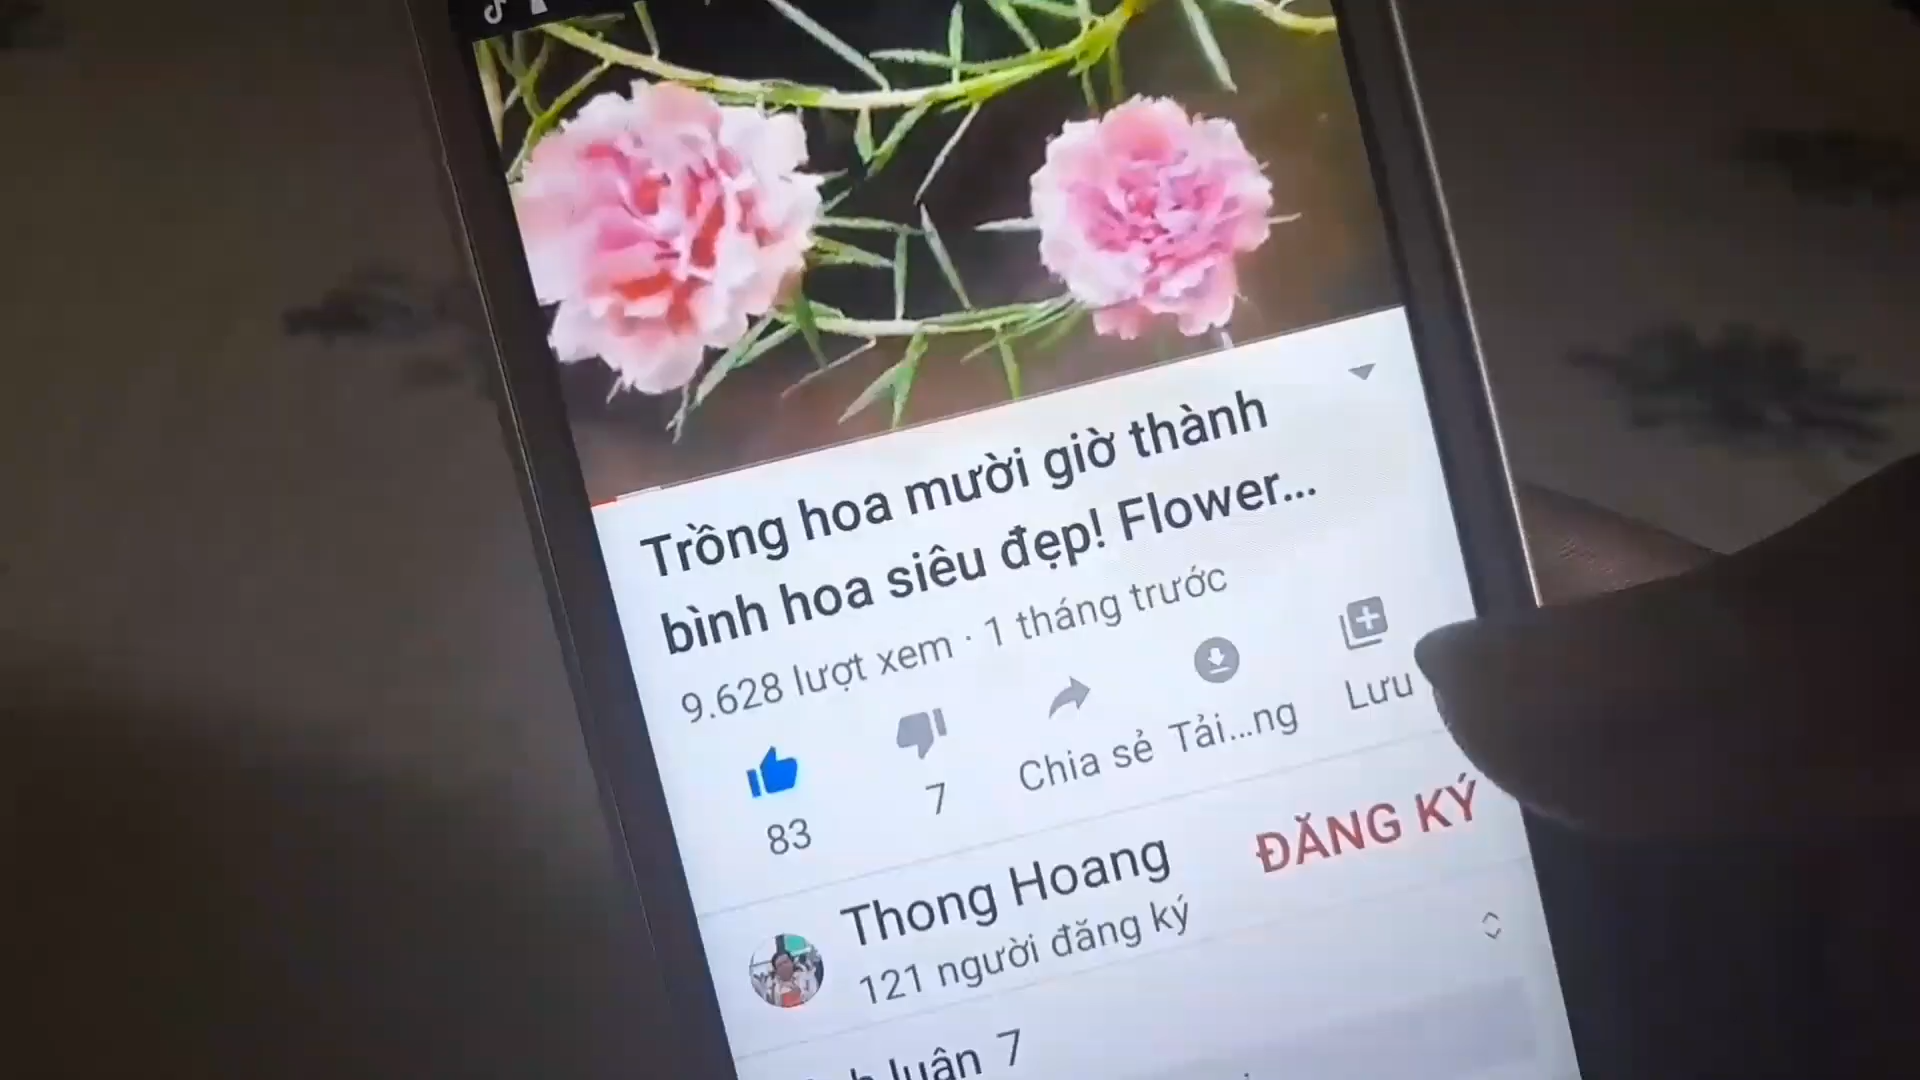 Trồng hoa mười giờ thành
bình hoa siêu đẹp! Flower...
9.628 lượt xem · 1 tháng trước
83
7
Chia sẻ
Tải...ng
Lưu
Thong Hoang
121 người đăng ký
ĐĂNG KÝ
luận 7